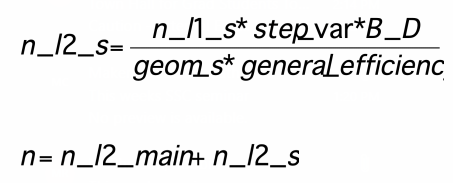 n_l2_s= n_l1_s* step_var*B_D
geom_s* general_efficienc
n= n_l2_main+ n_l2_s